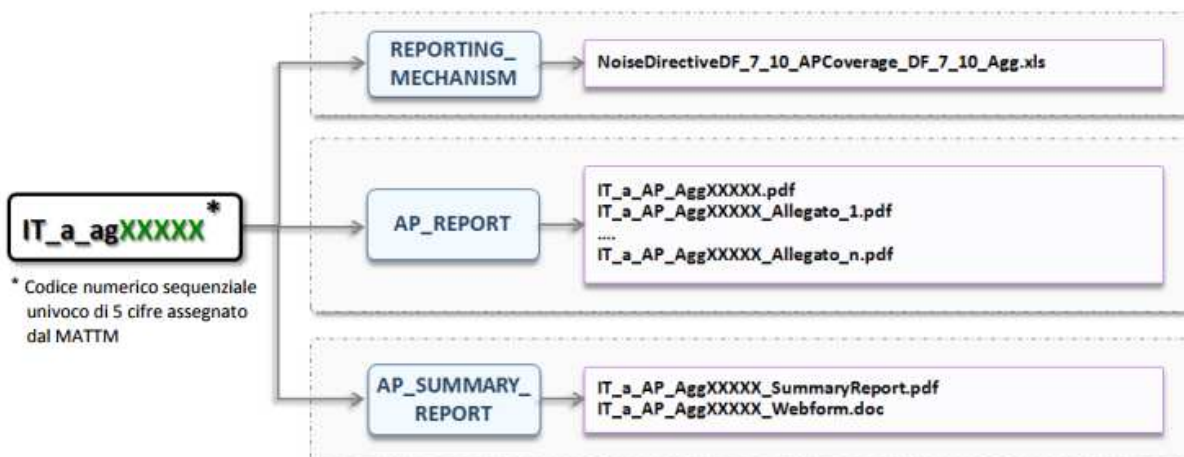 REPORTING_
MECHANISM
NoiseDirectiveDF_7_10_APCoverage_DF_7_10_Agg.xls
IT_a_agXXXXX*
* Codice numerico sequenziale
univoco di 5 cifre assegnato
dal MATTM
AP_REPORT
IT_a_AP_AggXXXXX.pdf
IT_a_AP_AggXXXXX_Allegato_1.pdf
....
IT_a_AP_AggXXXXX_Allegato_n.pdf
AP_SUMMARY_
REPORT
IT_a_AP_AggXXXXX_SummaryReport.pdf
IT_a_AP_AggXXXXX_Webform.doc